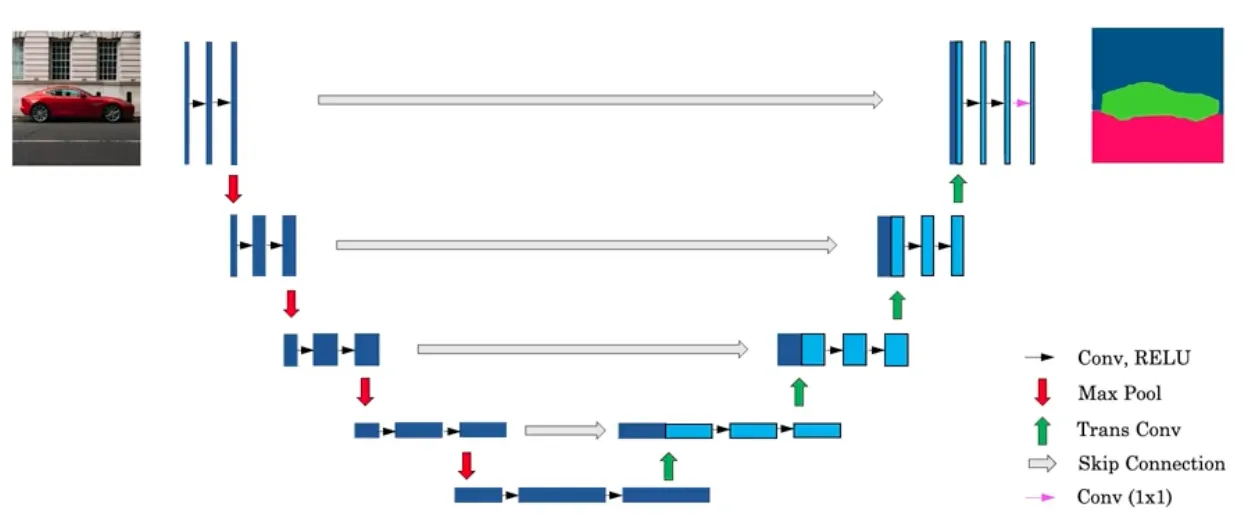 Conv, RELU
Max Pool
Trans Conv
Skip Connection
Conv (1x1)